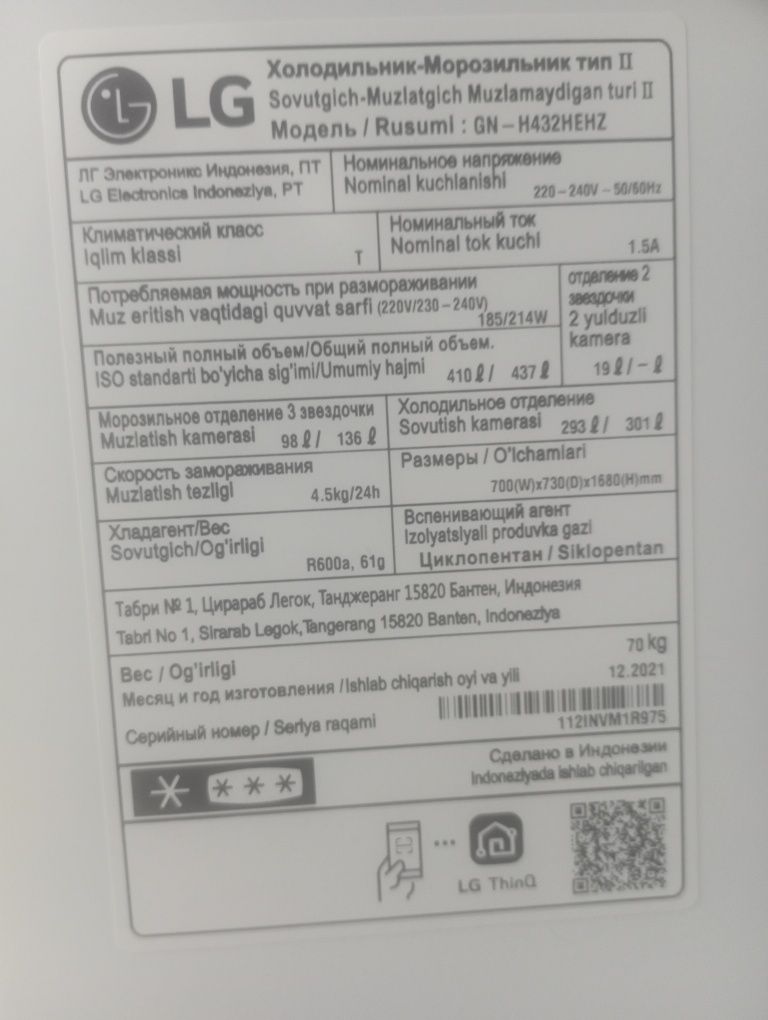 LG
Холодильник-Морозильник тип II
Sovutgich-Muzlatgich Muzlamaydigan turi II
Модель / Rusumi : GN-H432HEHZ
ЛГ Электроникс Индонезия, ПТ
LG Electronics Indoneziya, PT
Номинальное напряжение
Nominal kuchlanishi
220-240V ~ 50/60Hz
Климатический класс
Iqlim klassi
T
Номинальный ток
Nominal tok kuchi
1.5A
Потребляемая мощность при размораживании
Muz eritish vaqtidagi quvvat sarfi (220V/230-240V)
185/214W
отделение 2
звездочки
2 yulduzli
kamera
19ℓ/ - ℓ
Полезный полный объем/Общий полный объем.
ISO standarti bo'yicha sig'imi/Umumiy hajmi
410ℓ/ 437ℓ
Морозильное отделение 3 звездочки
Muzlatish kamerasi
98ℓ/ 136ℓ
Холодильное отделение
Sovutish kamerasi
293ℓ/ 301ℓ
Скорость замораживания
Muzlatish tezligi
4.5kg/24h
Размеры / O'lchamlari
700(W)x730(D)x1680(H)mm
Хладагент/Вес
Sovutgich/Og'irligi
R600a, 61g
Вспенивающий агент
Izolyatsiyali produvka gazi
Циклопентан / Siklopentan
Табри № 1, Цирараб Легок, Танджеранг 15820 Бантен, Индонезия
Tabri No 1, Sirarab Legok,Tangerang 15820 Banten, Indoneziya
Вес / Og'irligi
70 kg
Месяц и год изготовления /Ishlab chiqarish oyi va yili
12.2021
Серийный номер / Seriya raqami
112INVM1R975
Сделано в Индонезии
Indoneziyada ishlab chiqarilgan
LG ThinQ